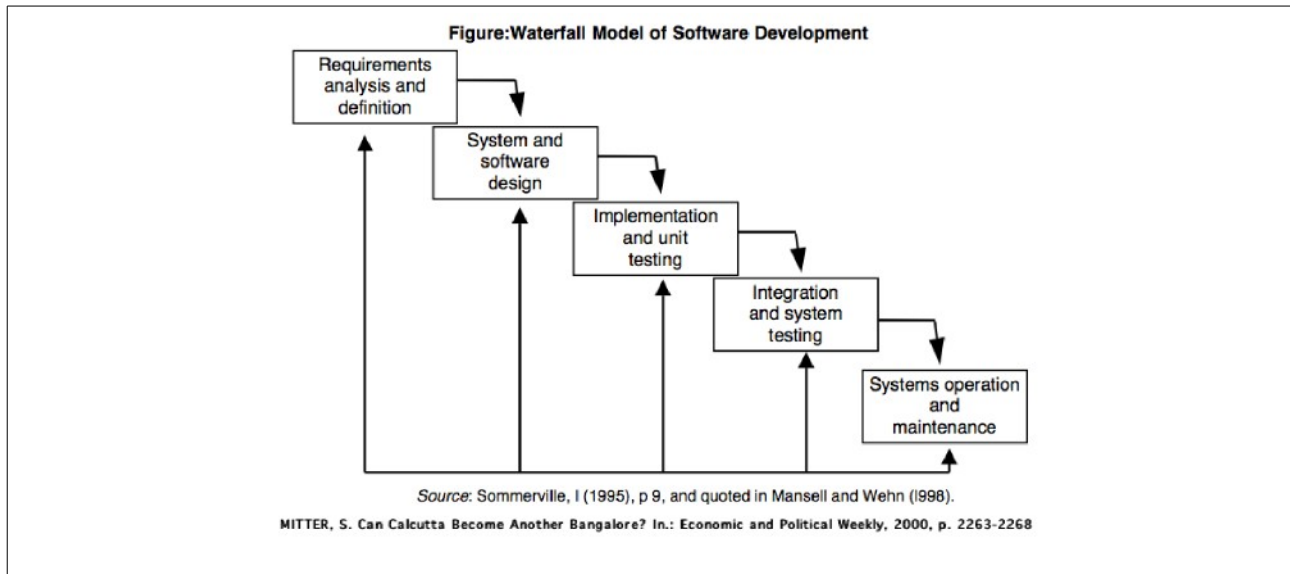 Figure:Waterfall Model of Software Development
Requirements
analysis and
definition
System and
software
design
Implementation
and unit
testing
Integration
and system
testing
Systems operation
and
maintenance
Source: Sommerville, I (1995), p 9, and quoted in Mansell and Wehn (l998).
MITTER, S. Can Calcutta Become Another Bangalore? In.: Economic and Political Weekly, 2000, p. 2263-2268